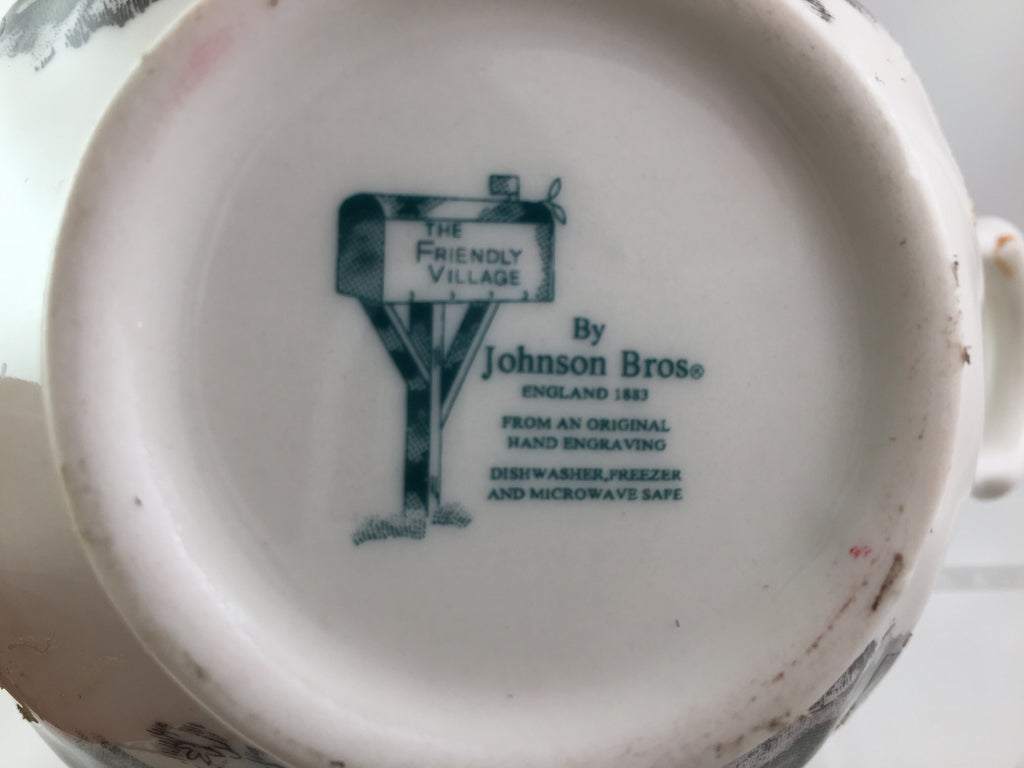 THE
FRIENDLY
VILLAGE
By
Johnson Bros®
ENGLAND 1883
FROM AN ORIGINAL
HAND ENGRAVING
DISHWASHER,FREEZER
AND MICROWAVE SAFE